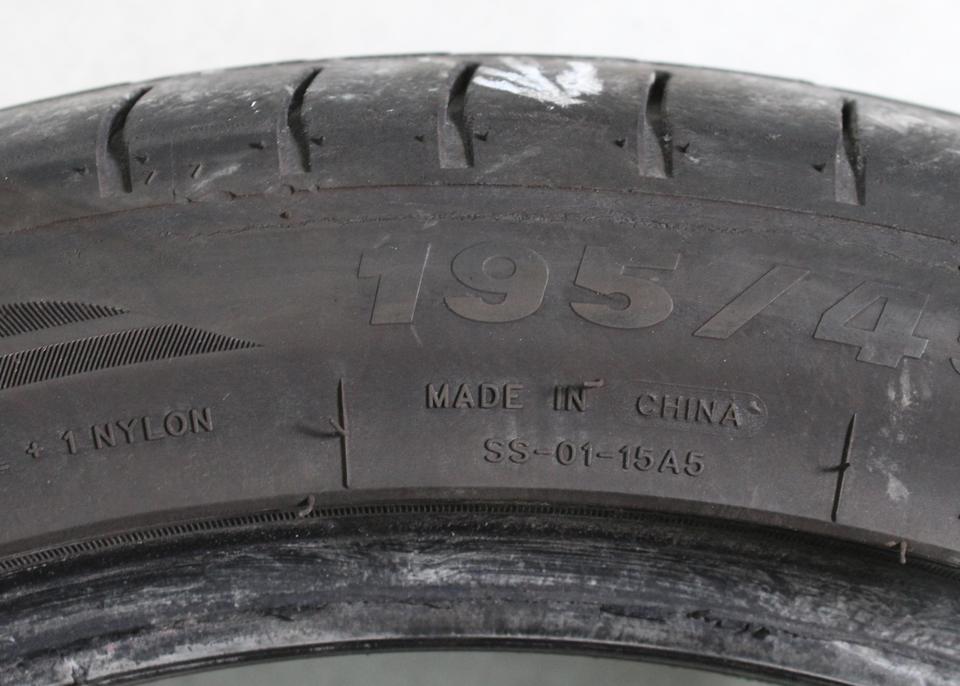 195/4
+ 1 NYLON
MADE IN CHINA
SS-01-15A5